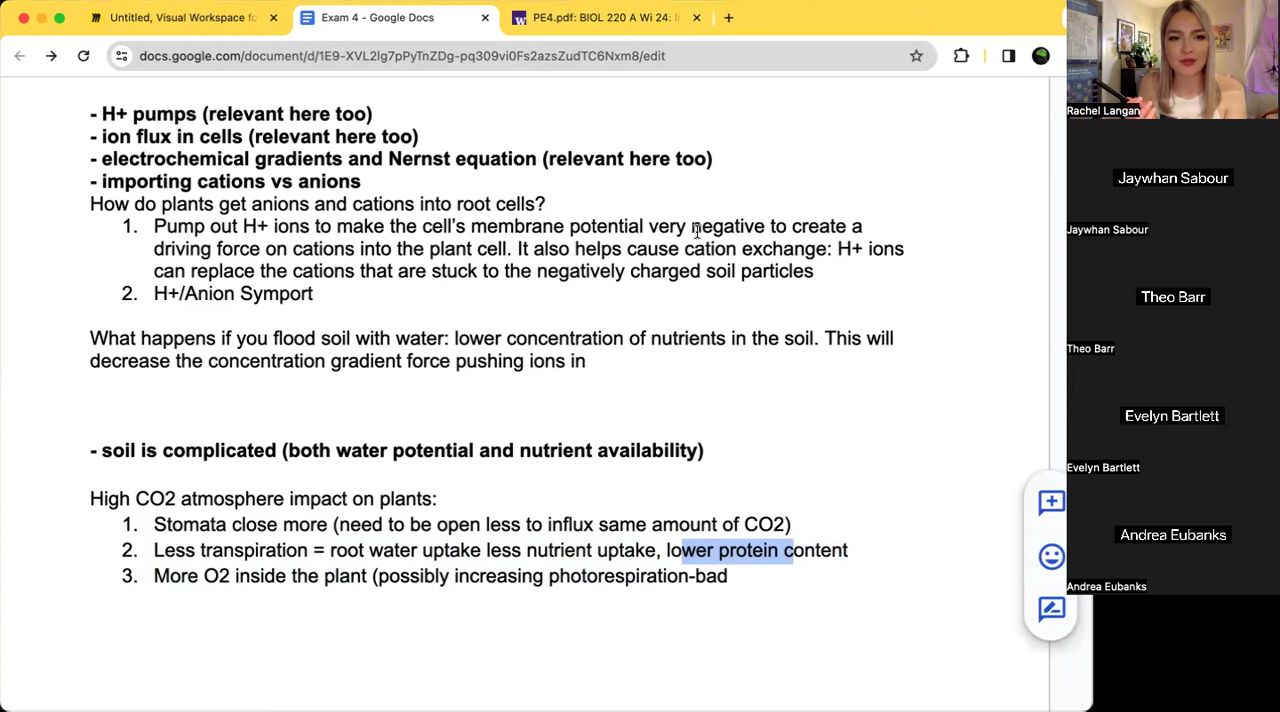 Untitled, Visual Workspace fo
Exam 4 - Google Docs
PE4.pdf: BIOL 220 A Wi 24: I
docs.google.com/document/d/1E9-XVL2Ig7pPyTnZDg-pq309vi0Fs2azsZudTC6Nxm8/edit
- H+ pumps (relevant here too)
- ion flux in cells (relevant here too)
- electrochemical gradients and Nernst equation (relevant here too)
- importing cations vs anions
How do plants get anions and cations into root cells?
1. Pump out H+ ions to make the cell's membrane potential very negative to create a
driving force on cations into the plant cell. It also helps cause cation exchange: H+ ions
can replace the cations that are stuck to the negatively charged soil particles
2. H+/Anion Symport
What happens if you flood soil with water: lower concentration of nutrients in the soil. This will
decrease the concentration gradient force pushing ions in
- soil is complicated (both water potential and nutrient availability)
High CO2 atmosphere impact on plants:
1. Stomata close more (need to be open less to influx same amount of CO2)
2. Less transpiration = root water uptake less nutrient uptake, lower protein content
3. More O2 inside the plant (possibly increasing photorespiration-bad
Rachel Langan
Jaywhan Sabour
Jaywhan Sabour
Theo Barr
Theo Barr
Evelyn Bartlett
Evelyn Bartlett
Andrea Eubanks
Andrea Eubanks